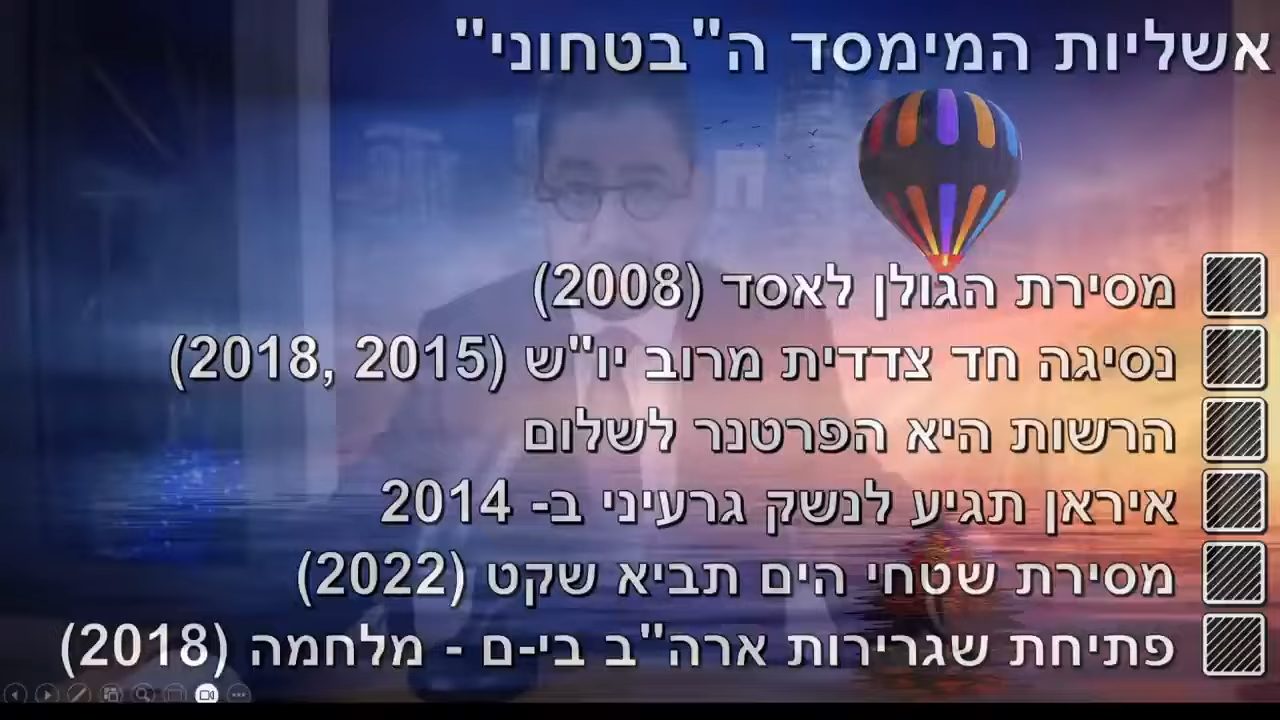 אשליות המימסד ה"בטחוני"
מסירת הגולן לאסד (2008)
נסיגה חד צדדית מרוב יו"ש (2015 ,2018)
הרשות היא הפרטנר לשלום
איראן תגיע לנשק גרעיני ב- 2014
מסירת שטחי הים תביא שקט (2022)
פתיחת שגרירות ארה"ב בי-ם - מלחמה (2018)